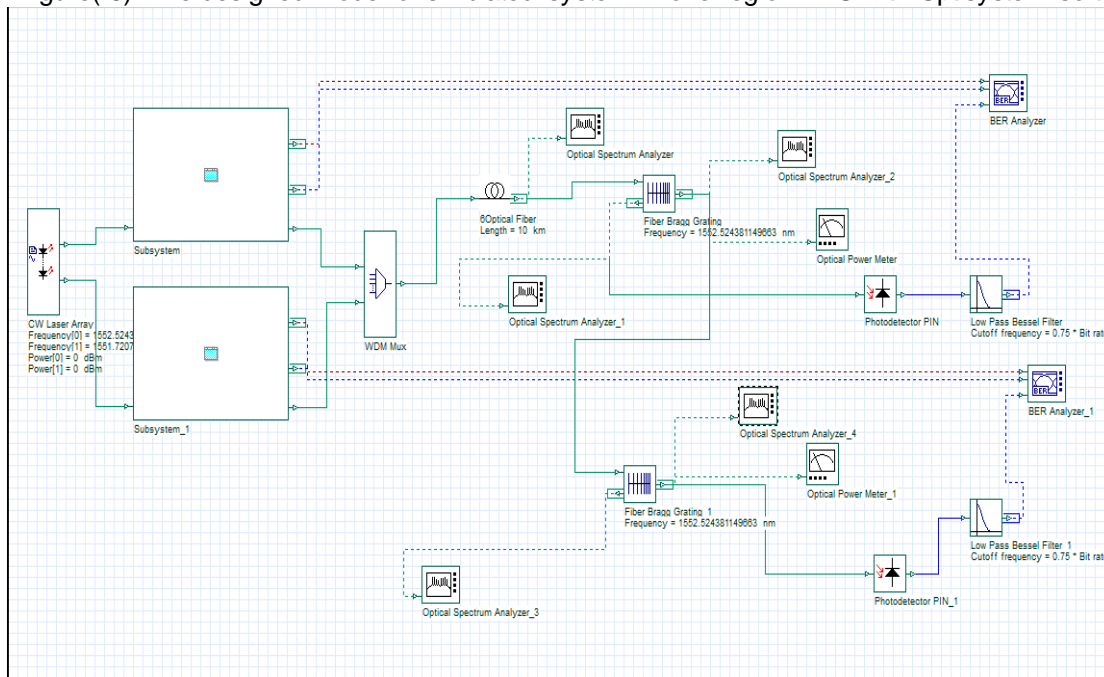 BER
BER Analyzer
Optical Spectrum Analyzer
Optical Spectrum Analyzer_2
6Optical Fiber
Length = 10 km
Fiber Bragg Grating
Frequency = 1552.524381149663 nm
Subsystem
Optical Power Meter
Optical Spectrum Analyzer_1
Photodetector PIN
Low Pass Bessel Filter
Cutoff frequency = 0.75 * Bit rat
CW Laser Array
Frequency[0] = 1552.5243
Frequency[1] = 1551.7207
Power[0] = 0 dBm
Power[1] = 0 dBm
WDM Mux
BER
BER Analyzer_1
Subsystem_1
Optical Spectrum Analyzer_4
Optical Power Meter_1
Fiber Bragg Grating_1
Frequency = 1552.524381149663 nm
Low Pass Bessel Filter_1
Cutoff frequency = 0.75 * Bit rat
Photodetector PIN_1
Optical Spectrum Analyzer_3